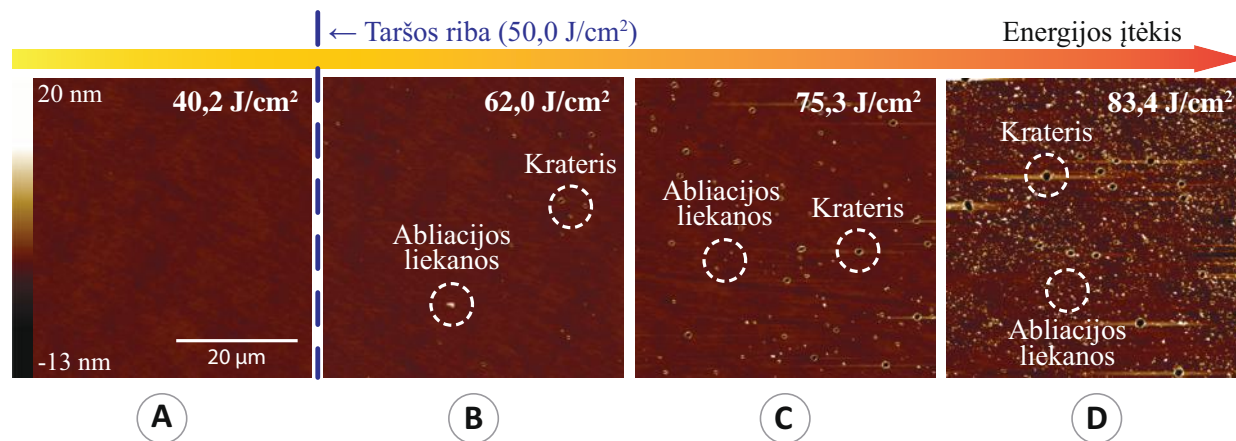 ← Taršos riba (50,0 J/cm²)
Energijos įtėkis
20 nm
40,2 J/cm²
20 µm
-13 nm
62,0 J/cm²
Krateris
Abliacijos
liekanos
75,3 J/cm²
Abliacijos
liekanos
Krateris
83,4 J/cm²
Krateris
Abliacijos
liekanos
A
B
C
D